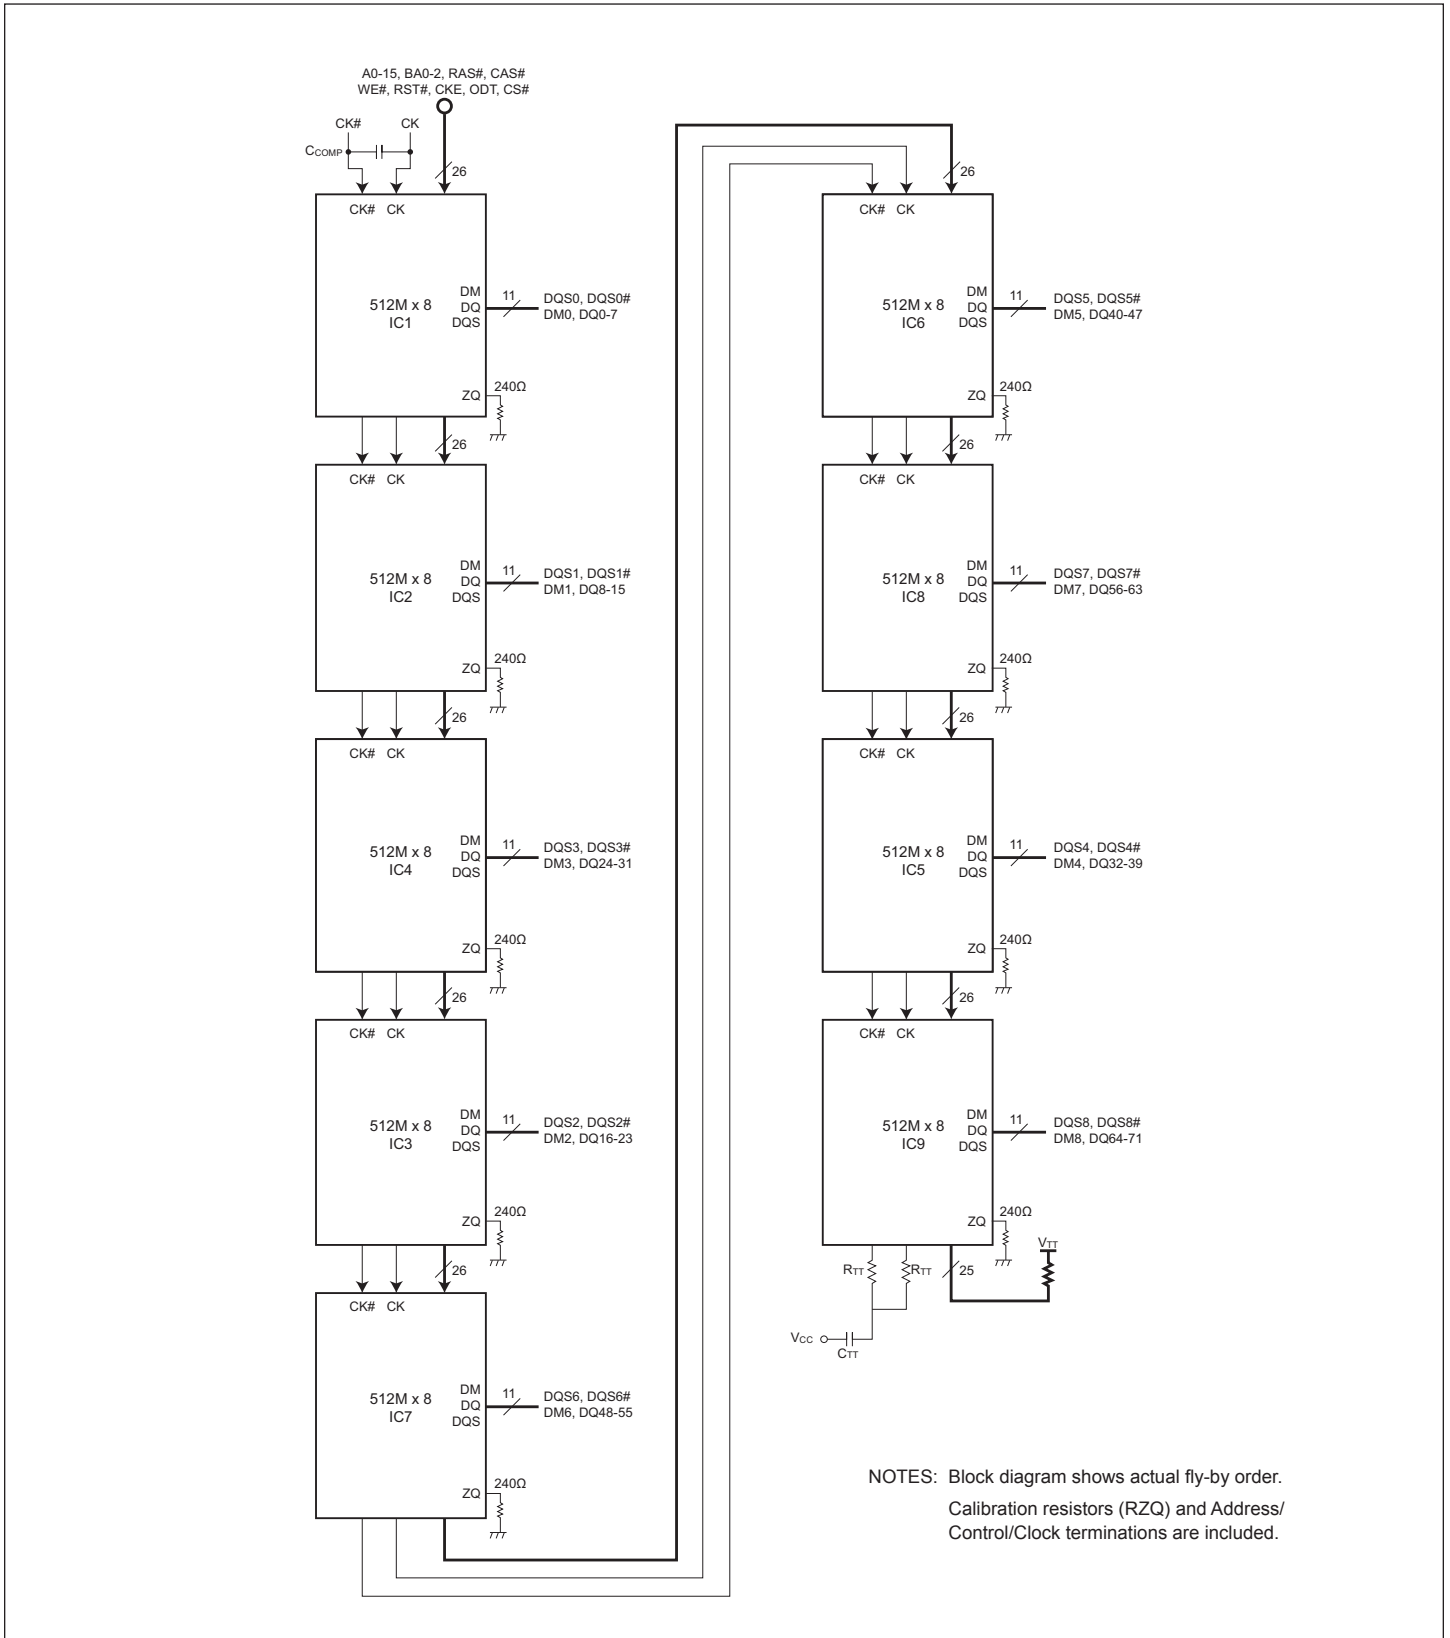 A0-15, BA0-2, RAS#, CAS#
WE#, RST#, CKE, ODT, CS#
CK#
CK
CCOMP
26
CK# CK
512M x 8
IC1
DM
DQ
DQS
11
DQS0, DQS0#
DM0, DQ0-7
ZQ
240Ω
26
CK# CK
512M x 8
IC2
DM
DQ
DQS
11
DQS1, DQS1#
DM1, DQ8-15
ZQ
240Ω
26
CK# CK
512M x 8
IC4
DM
DQ
DQS
11
DQS3, DQS3#
DM3, DQ24-31
ZQ
240Ω
26
CK# CK
512M x 8
IC3
DM
DQ
DQS
11
DQS2, DQS2#
DM2, DQ16-23
ZQ
240Ω
26
CK# CK
512M x 8
IC7
DM
DQ
DQS
11
DQS6, DQS6#
DM6, DQ48-55
ZQ
240Ω
26
CK# CK
512M x 8
IC6
DM
DQ
DQS
11
DQS5, DQS5#
DM5, DQ40-47
ZQ
240Ω
26
CK# CK
512M x 8
IC8
DM
DQ
DQS
11
DQS7, DQS7#
DM7, DQ56-63
ZQ
240Ω
26
CK# CK
512M x 8
IC5
DM
DQ
DQS
11
DQS4, DQS4#
DM4, DQ32-39
ZQ
240Ω
26
CK# CK
512M x 8
IC9
DM
DQ
DQS
11
DQS8, DQS8#
DM8, DQ64-71
ZQ
240Ω
RTT
RTT
25
VTT
VCC
CTT
NOTES: Block diagram shows actual fly-by order.
Calibration resistors (RZQ) and Address/
Control/Clock terminations are included.